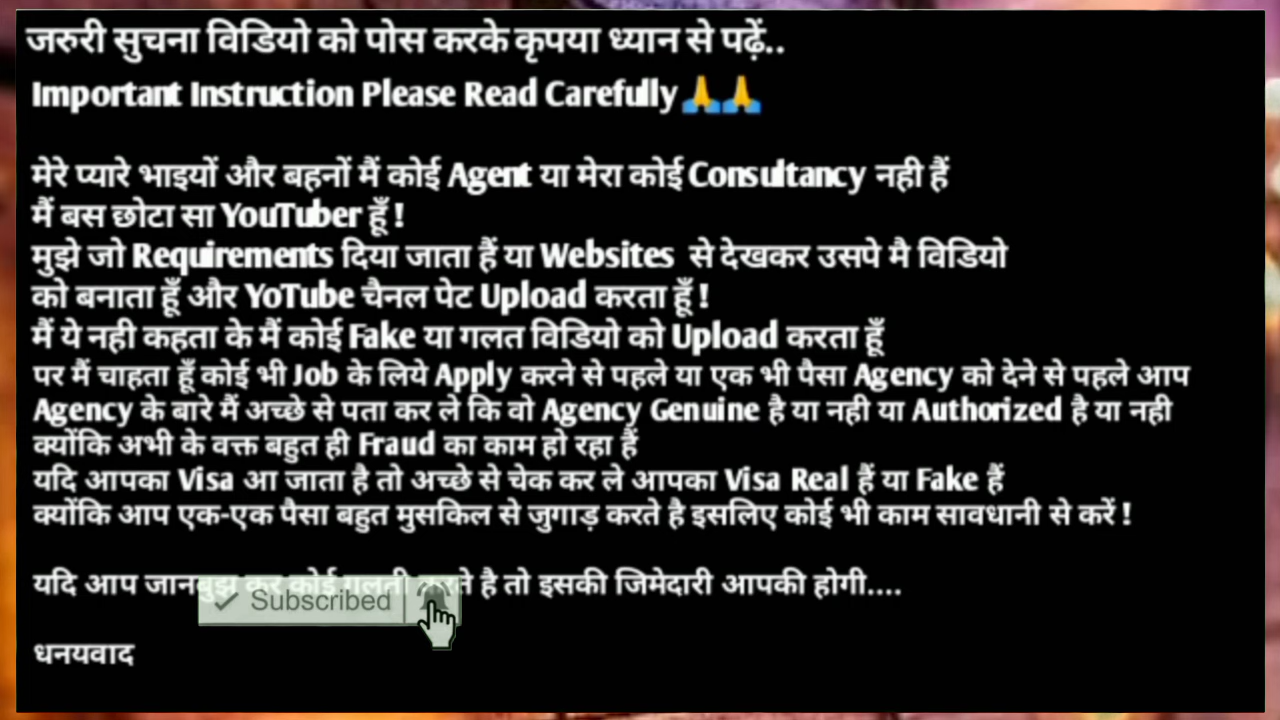 जरुरी सुचना विडियो को पोस करके कृपया ध्यान से पढ़ें..
Important Instruction Please Read Carefully🙏🙏
मेरे प्यारे भाइयों और बहनों मैं कोई Agent या मेरा कोई Consultancy नही हैं
मैं बस छोटा सा YouTuber हूँ !
मुझे जो Requirements दिया जाता हैं या Websites से देखकर उसपे मै विडियो
को बनाता हूँ और YoTube चैनल पेट Upload करता हूँ !
मैं ये नही कहता के मैं कोई Fake या गलत विडियो को Upload करता हूँ
पर मैं चाहता हूँ कोई भी Job के लिये Apply करने से पहले या एक भी पैसा Agency को देने से पहले आप
Agency के बारे मैं अच्छे से पता कर ले कि वो Agency Genuine है या नही या Authorized है या नही
क्योंकि अभी के वक्त बहुत ही Fraud का काम हो रहा हैं
यदि आपका Visa आ जाता है तो अच्छे से चेक कर ले आपका Visa Real हैं या Fake हैं
क्योंकि आप एक-एक पैसा बहुत मुसकिल से जुगाड़ करते है इसलिए कोई भी काम सावधानी से करें !
यदि आप जानबुझ कर कोई गलती करते है तो इसकी जिमेदारी आपकी होगी....
Subscribed
धनयवाद